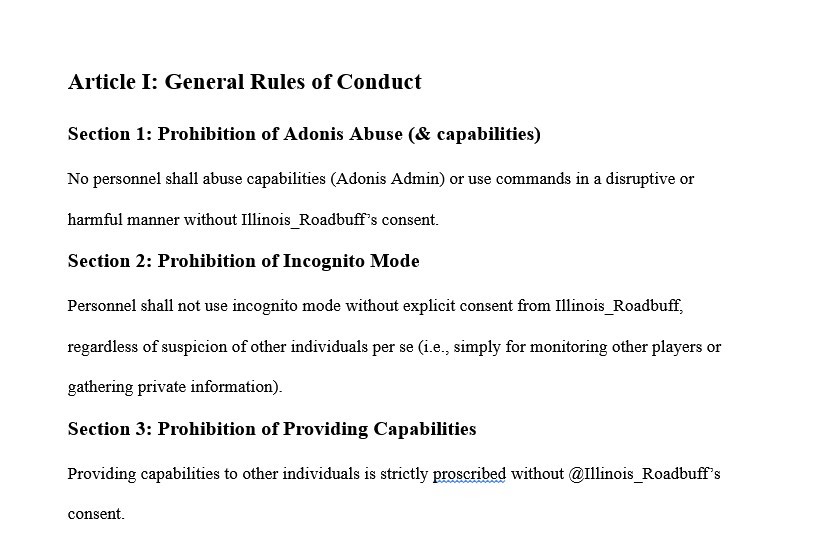 Article I: General Rules of Conduct
Section 1: Prohibition of Adonis Abuse (& capabilities)
No personnel shall abuse capabilities (Adonis Admin) or use commands in a disruptive or
harmful manner without Illinois_Roadbuff’s consent.
Section 2: Prohibition of Incognito Mode
Personnel shall not use incognito mode without explicit consent from Illinois_Roadbuff,
regardless of suspicion of other individuals per se (i.e., simply for monitoring other players or
gathering private information).
Section 3: Prohibition of Providing Capabilities
Providing capabilities to other individuals is strictly proscribed without @Illinois_Roadbuff’s
consent.